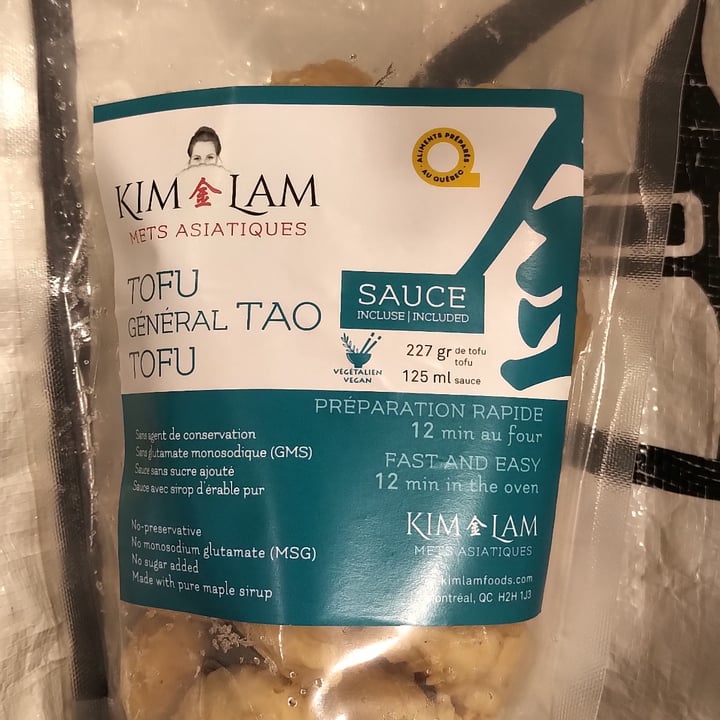 ALIMENTS PRÉPARÉS
AU QUÉBEC
KIM 金 LAM
METS ASIATIQUES
TOFU
GÉNÉRAL TAO
TOFU
SAUCE
INCLUSE | INCLUDED
VÉGÉTALIEN
VEGAN
227 gr de tofu
tofu
125 ml sauce
PRÉPARATION RAPIDE
12 min au four
FAST AND EASY
12 min in the oven
Sans agent de conservation
Sans glutamate monosodique (GMS)
Sauce sans sucre ajouté
Sauce avec sirop d'érable pur
No-preservative
No monosodium glutamate (MSG)
No sugar added
Made with pure maple sirup
KIM 金 LAM
METS ASIATIQUES
kimlamfoods.com
Montréal, QC H2H 1J3